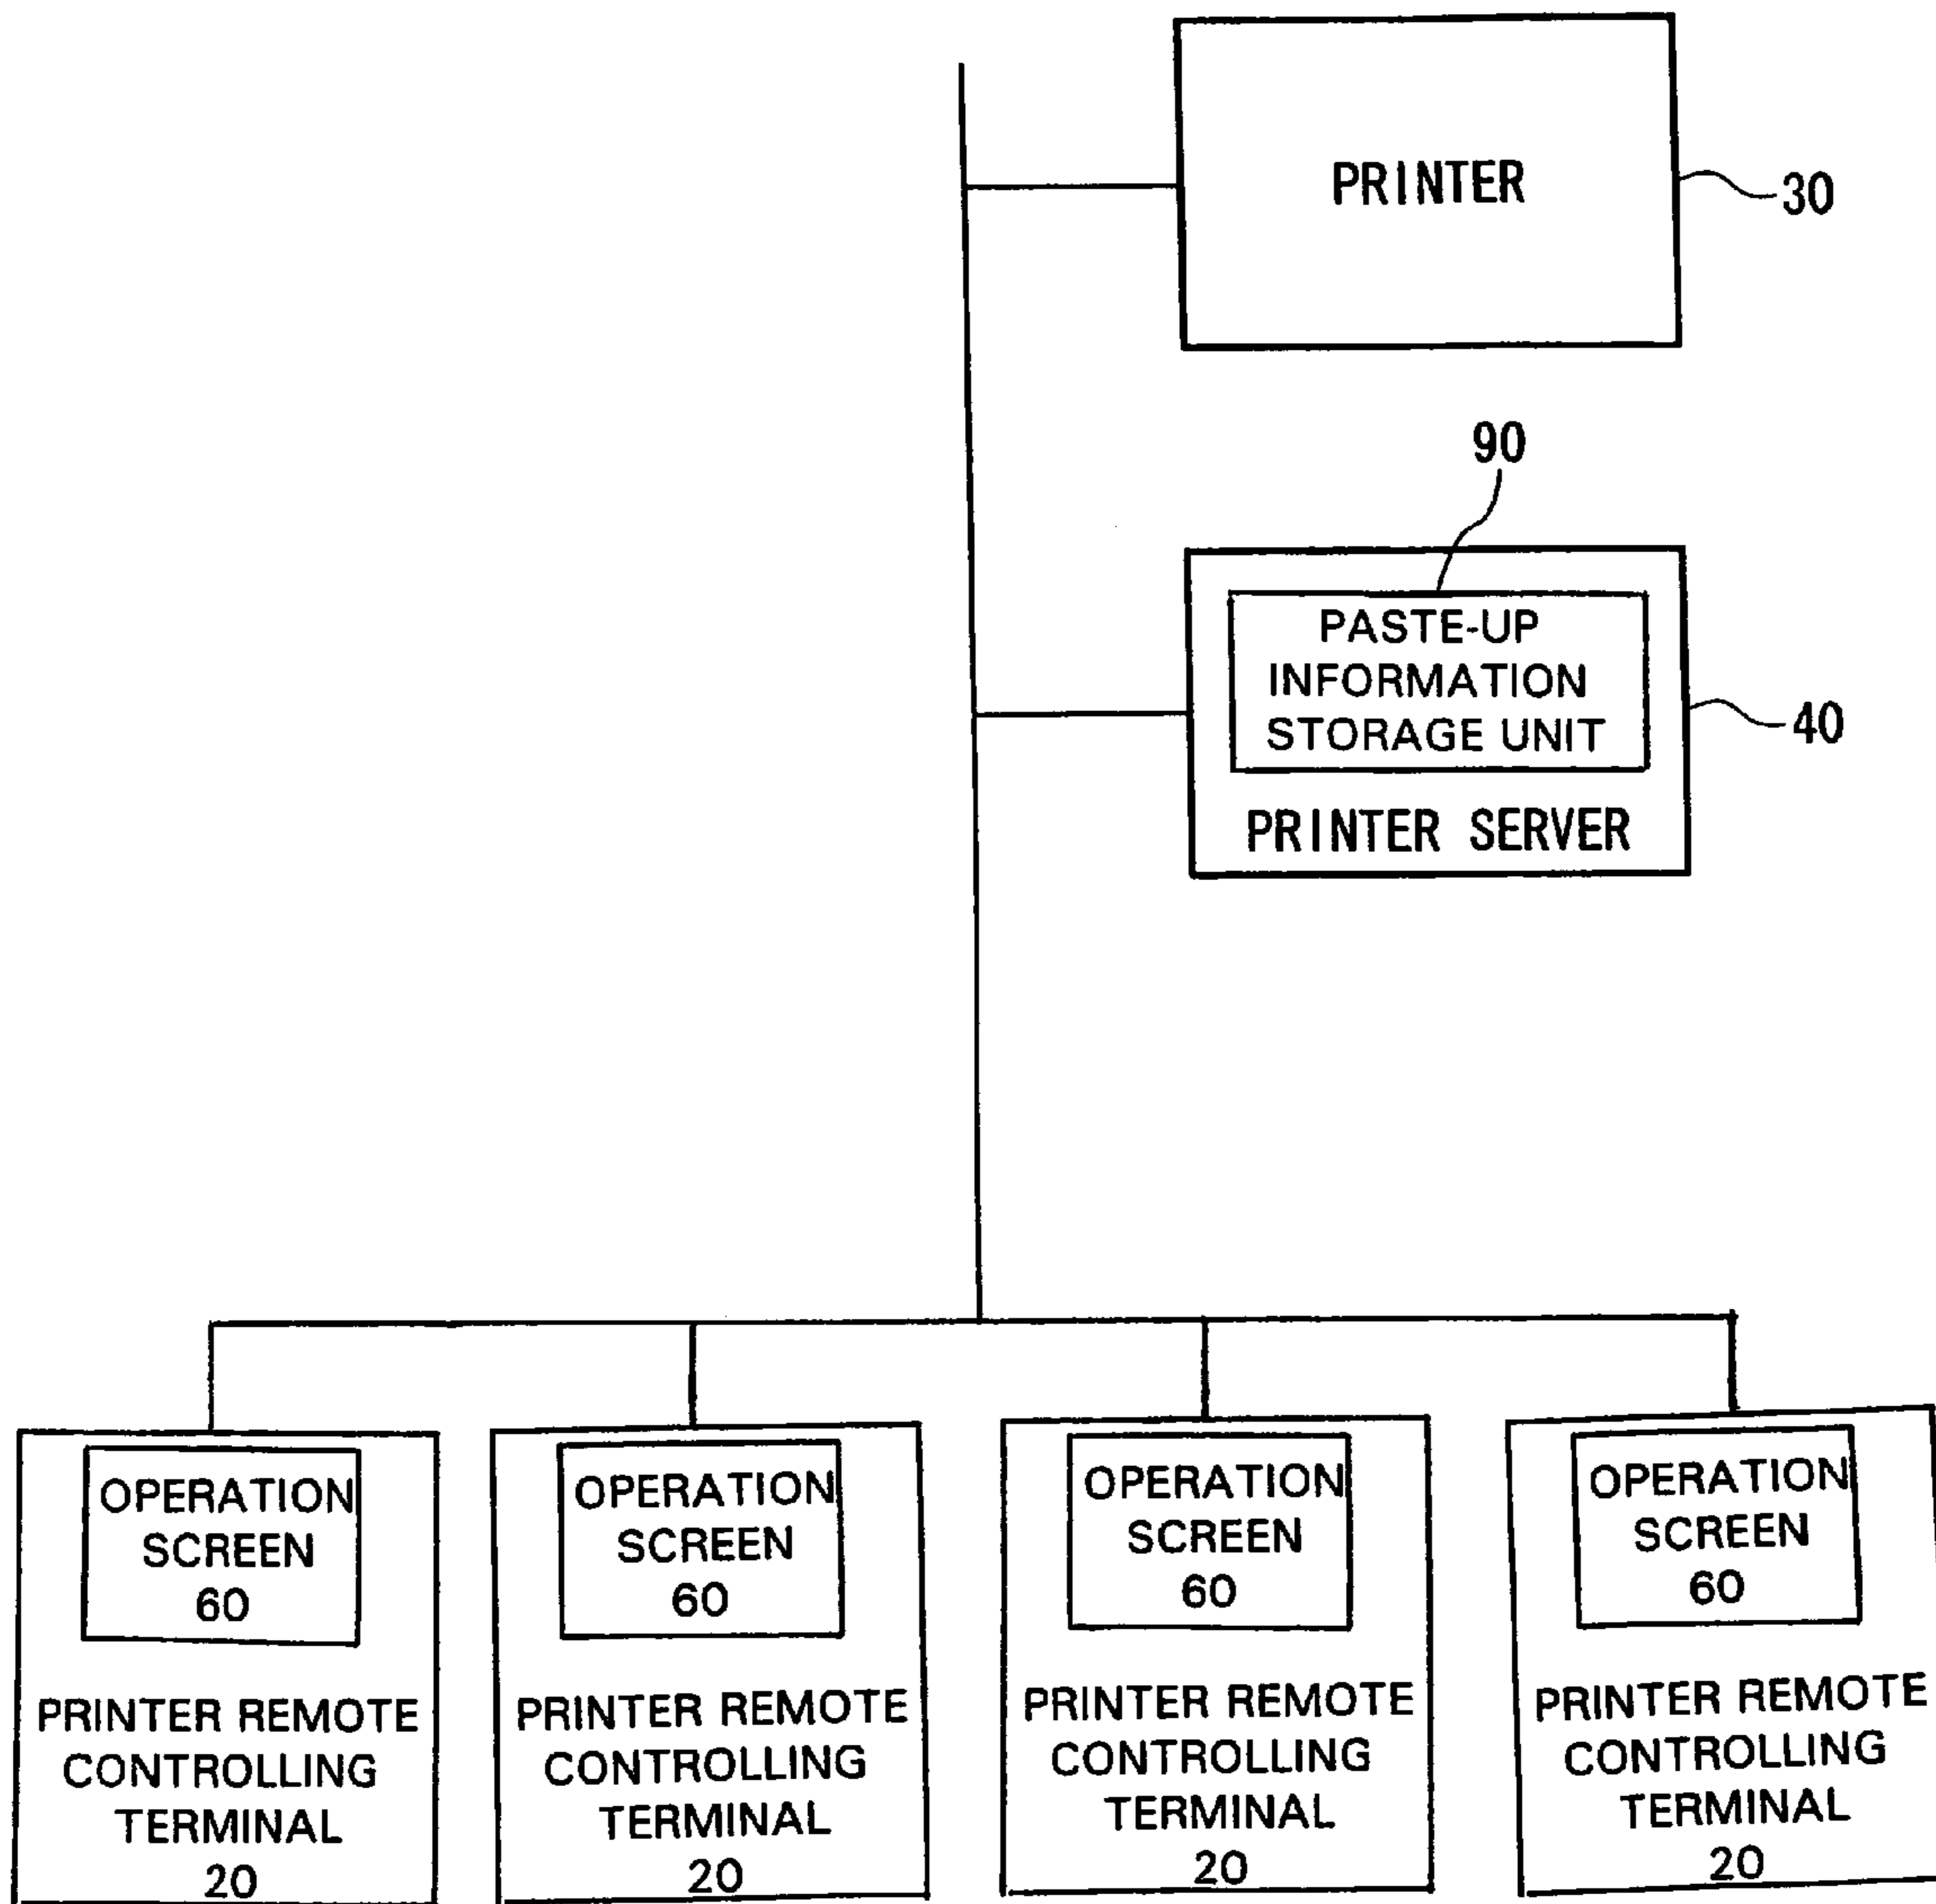 PRINTER
30
90
PASTE-UP
INFORMATION
STORAGE UNIT
40
PRINTER SERVER
OPERATION
SCREEN
60
PRINTER REMOTE
CONTROLLING
TERMINAL
20
OPERATION
SCREEN
60
PRINTER REMOTE
CONTROLLING
TERMINAL
20
OPERATION
SCREEN
60
PRINTER REMOTE
CONTROLLING
TERMINAL
20
OPERATION
SCREEN
60
PRINTER REMOTE
CONTROLLING
TERMINAL
20